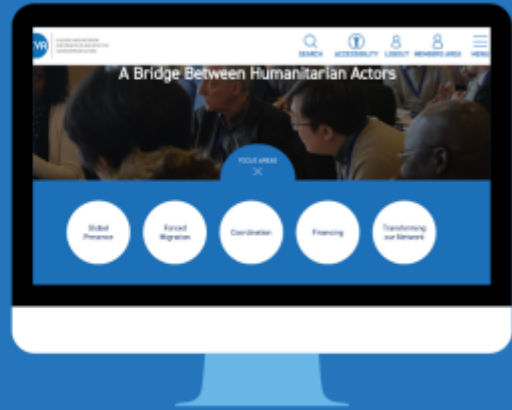 SEARCH
ACCESSIBILITY
LOGOUT
MEMBERS AREA
MENU
A Bridge Between Humanitarian Actors
FOCUS AREAS
Global
Presence
Forced
Migration
Coordination
Financing
Transforming
our Network